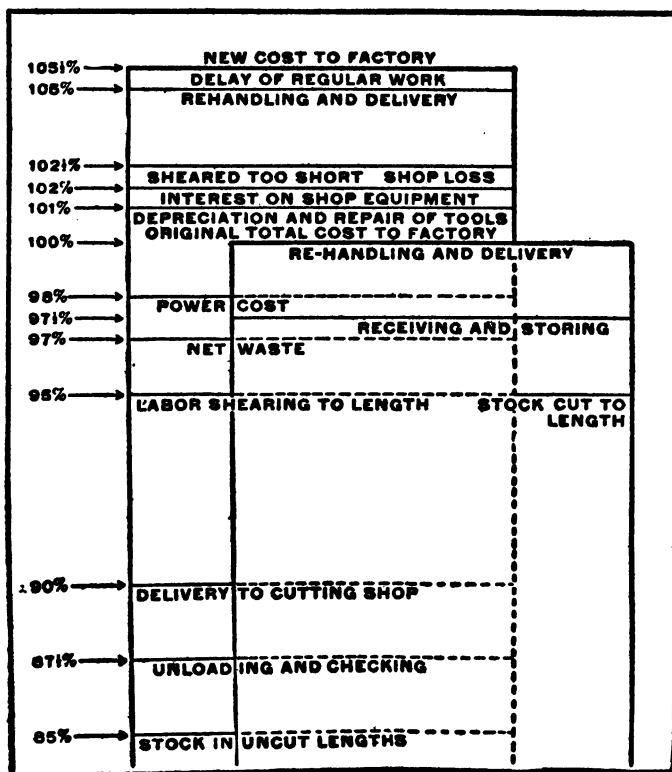 NEW COST TO FACTORY
105½%
DELAY OF REGULAR WORK
105%
REHANDLING AND DELIVERY
102½%
SHEARED TOO SHORT SHOP LOSS
102%
INTEREST ON SHOP EQUIPMENT
101%
DEPRECIATION AND REPAIR OF TOOLS
ORIGINAL TOTAL COST TO FACTORY
100%
RE-HANDLING AND DELIVERY
98%
POWER COST
97½%
RECEIVING AND STORING
97%
NET WASTE
95%
LABOR SHEARING TO LENGTH STOCK CUT TO
LENGTH
90%
DELIVERY TO CUTTING SHOP
87½%
UNLOADING AND CHECKING
85%
STOCK IN UNCUT LENGTHS